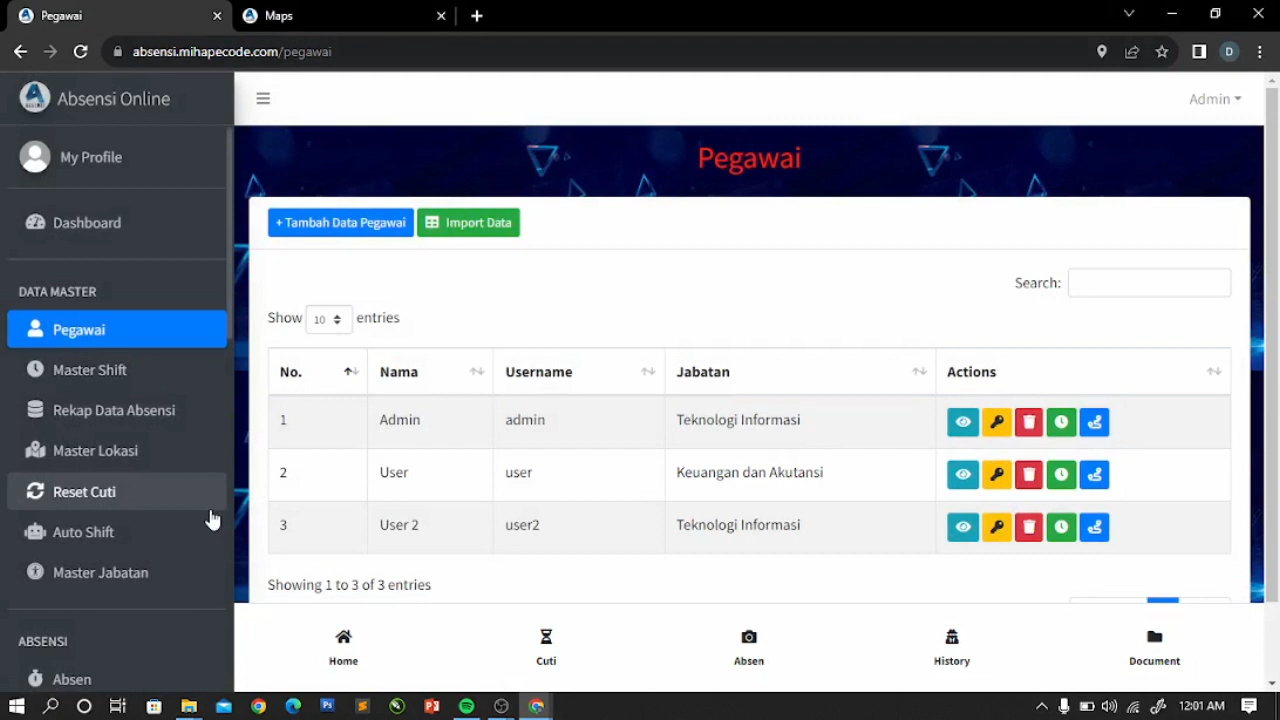 Pegawai
Maps
absensi.mihapecode.com/pegawai
D
Absensi Online
Admin
My Profile
Pegawai
Dashboard
+ Tambah Data Pegawai
Import Data
DATA MASTER
Search:
Pegawai
Show 10 entries
Master Shift
No. Nama Username Jabatan Actions
Rekap Data Absensi
1 Admin admin Teknologi Informasi
Master Lokasi
2 User user Keuangan dan Akutansi
Reset Cuti
3 User 2 user2 Teknologi Informasi
Auto Shift
Master Jabatan
Showing 1 to 3 of 3 entries
ABSENSI
Absen
Home Cuti Absen History Document
12:01 AM